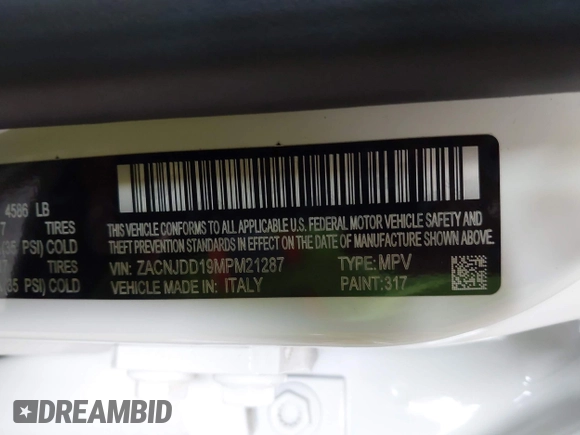 4586 LB
TIRES
(35 PSI) COLD
TIRES
(35 PSI) COLD
THIS VEHICLE CONFORMS TO ALL APPLICABLE U.S. FEDERAL MOTOR VEHICLE SAFETY AND
THEFT PREVENTION STANDARDS IN EFFECT ON THE DATE OF MANUFACTURE SHOWN ABOVE.
VIN: ZACNJDD19MPM21287 TYPE: MPV
VEHICLE MADE IN: ITALY PAINT: 317
DREAMBID